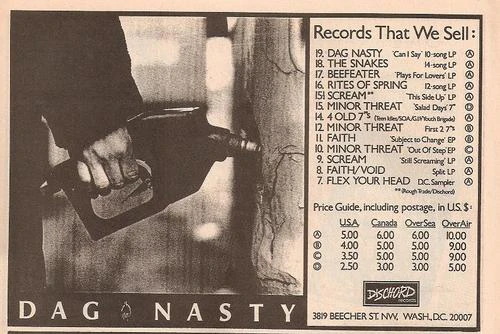 Records That We Sell:
19. DAG NASTY 'Can I Say' 10-song LP Ⓐ
18. THE SNAKES 14-song LP Ⓐ
17. BEEFEATER 'Plays For Lovers' LP Ⓐ
16. RITES OF SPRING 12-song LP Ⓐ
15½ SCREAM** 'This Side Up' LP Ⓐ
15. MINOR THREAT 'Salad Days' 7" Ⓓ
14. 4 OLD 7"s (Teen Idles/SOA/G.I./Youth Brigade) Ⓐ
12. MINOR THREAT First 2 7"s Ⓑ
11. FAITH 'Subject to Change' EP Ⓑ
10. MINOR THREAT 'Out Of Step' EP Ⓒ
9. SCREAM 'Still Screaming' LP Ⓐ
8. FAITH/VOID Split LP Ⓐ
7. FLEX YOUR HEAD D.C. Sampler Ⓐ
**(Rough Trade/Dischord)
Price Guide, including postage, in U.S. $:
U.S.A. Canada OverSea OverAir
Ⓐ 5.00 6.00 6.00 10.00
Ⓑ 4.00 5.00 5.00 9.00
Ⓒ 3.50 5.00 5.00 9.00
Ⓓ 2.50 3.00 3.00 5.00
DISCHORD
records
3819 BEECHER ST. NW, WASH., D.C. 20007
DAG NASTY